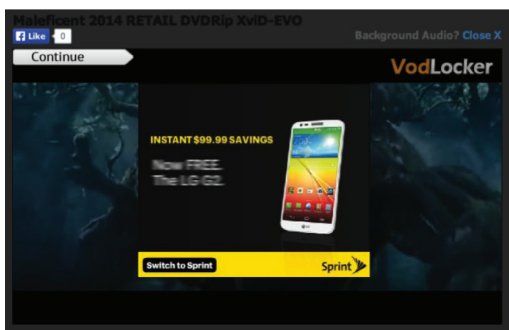 Maleficent 2014 RETAIL DVDRip XviD-EVO
Like 0
Background Audio? Close X
Continue
VodLocker
INSTANT $99.99 SAVINGS
Now FREE.
The LG G2.
Switch to Sprint
Sprint